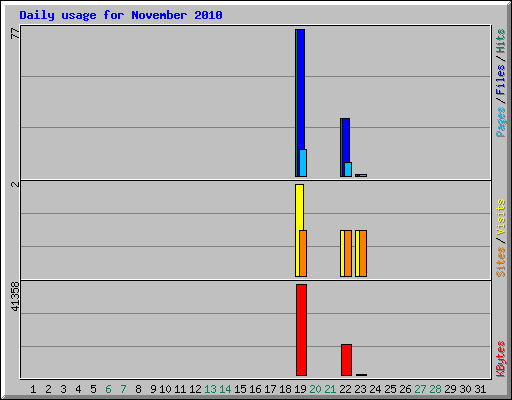 Daily usage for November 2010
77
2
41358
Pages / Files / Hits
Sites / Visits
KBytes
1 2 3 4 5 6 7 8 9 10 11 12 13 14 15 16 17 18 19 20 21 22 23 24 25 26 27 28 29 30 31